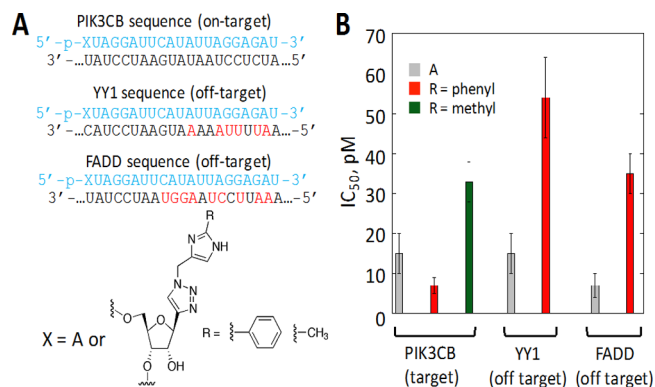 A
PIK3CB sequence (on-target)
5′-p-XUAGGAUUCAUAUUAGGAGAU-3′
3′-…UAUCCUAAGUAUAAUCCUCUA…5′
YY1 sequence (off-target)
5′-p-XUAGGAUUCAUAUUAGGAGAU-3′
3′-…CAUCCUAAGUAAAAAUUUUAA…-5′
FADD sequence (off-target)
5′-p-XUAGGAUUCAUAUUAGGAGAU-3′
3′-…UAUCCUAAUGGAAUCCUUAAA…-5′
R
N
NH
N
N
N
O
O
O
OH
X = A or
R =
CH3
B
IC50, pM
70
60
50
40
30
20
10
0
A
R = phenyl
R = methyl
PIK3CB
(target)
YY1
(off target)
FADD
(off target)